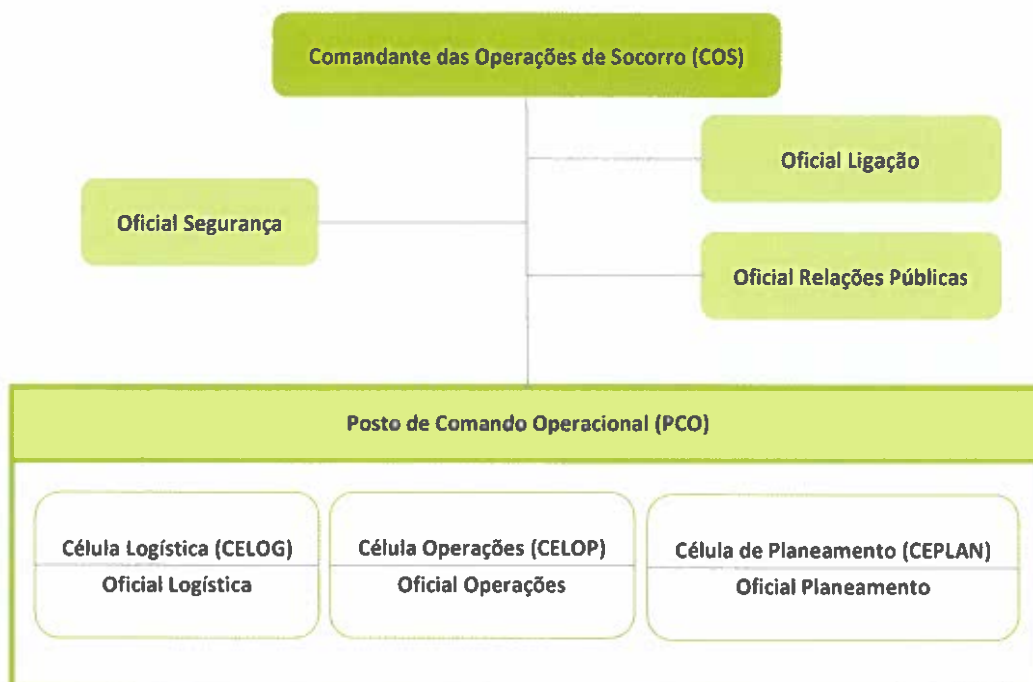 Comandante das Operações de Socorro (COS)
Oficial Ligação
Oficial Segurança
Oficial Relações Públicas
Posto de Comando Operacional (PCO)
Célula Logística (CELOG)
Oficial Logística
Célula Operações (CELOP)
Oficial Operações
Célula de Planeamento (CEPLAN)
Oficial Planeamento